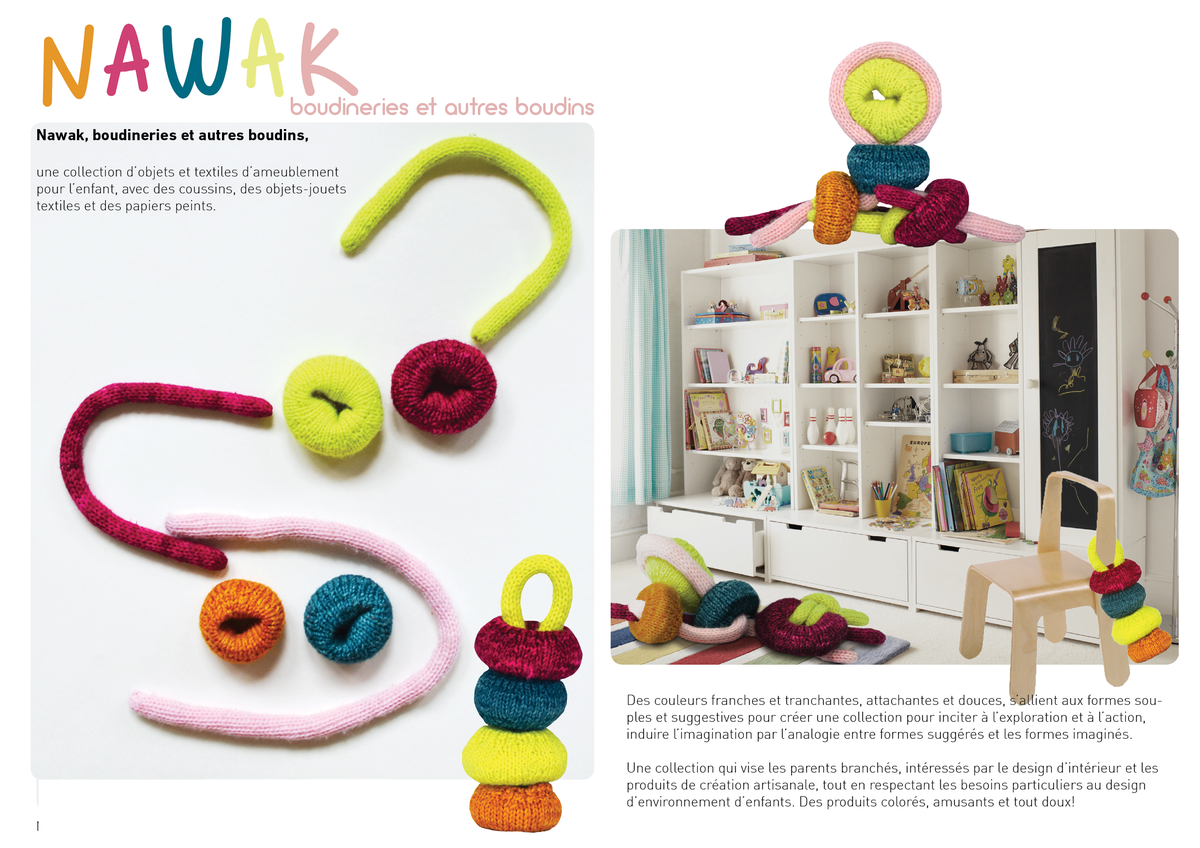 NAWAK
boudineries et autres boudins
Nawak, boudineries et autres boudins,
une collection d'objets et textiles d'ameublement
pour l'enfant, avec des coussins, des objets-jouets
textiles et des papiers peints.
EUROPE
Des couleurs franches et tranchantes, attachantes et douces, s'allient aux formes sou-
ples et suggestives pour créer une collection pour inciter à l'exploration et à l'action,
induire l'imagination par l'analogie entre formes suggérés et les formes imaginés.
Une collection qui vise les parents branchés, intéressés par le design d'intérieur et les
produits de création artisanale, tout en respectant les besoins particuliers au design
d'environnement d'enfants. Des produits colorés, amusants et tout doux!